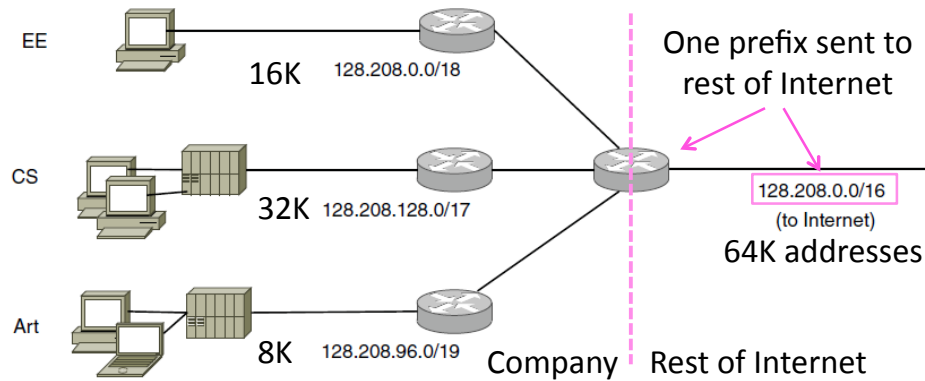 EE
16K
128.208.0.0/18
One prefix sent to
rest of Internet
CS
32K
128.208.128.0/17
128.208.0.0/16
(to Internet)
64K addresses
Art
8K
128.208.96.0/19
Company
Rest of Internet